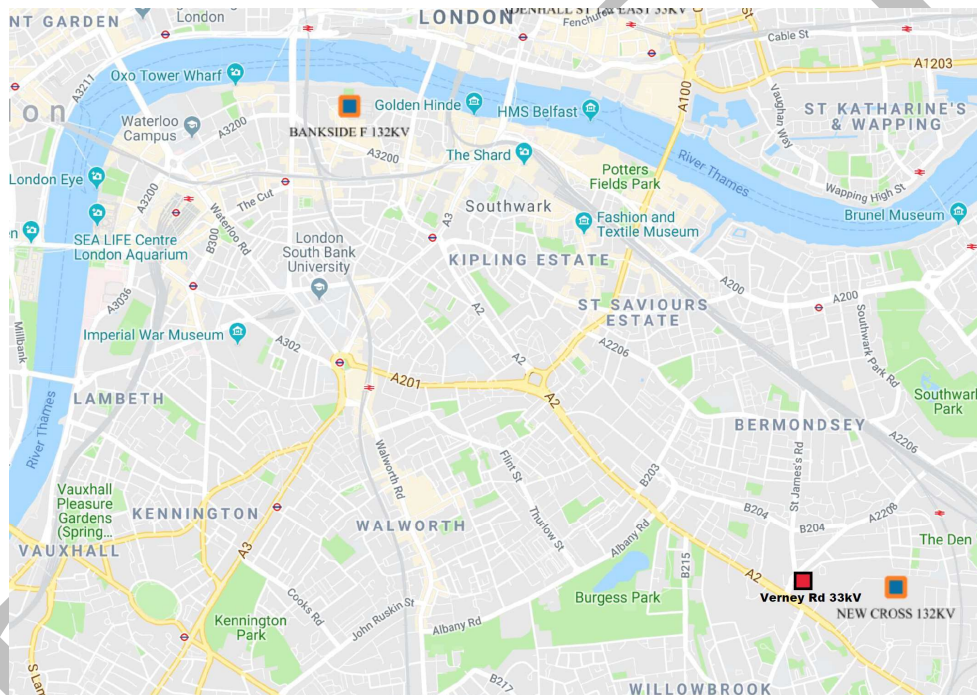 NT GARDEN
London
LONDON
DENHALL ST 132 EAST 33KV
Fenchurch
Cable St
A3211
Oxo Tower Wharf
A100
A1203
on
Waterloo
Campus
A3200
BANKSIDE F 132KV
Golden Hinde
HMS Belfast
Vaughan Way
ST KATHARINE'S
& WAPPING
A3200
The Shard
River Thames
London Eye
A3200
The Cut
A3
Potters
Fields Park
Wapping High St
Southwark
Brunel Museum
en
SEA LIFE Centre
London Aquarium
B300
Waterloo Rd
London
South Bank
University
Fashion and
Textile Museum
KIPLING ESTATE
A200
A200
A3036
A2
ST SAVIOURS
ESTATE
Millbank
Imperial War Museum
A302
A2
A2206
Southwark Park Rd
A201
A2
LAMBETH
Southwark
Park
River Thames
BERMONDSEY
A2206
Walworth Rd
Flint St
B203
St James's Rd
Vauxhall
Pleasure
Gardens
(Spring...
KENNINGTON
WALWORTH
Thurlow St
Albany Rd
B204
A2208
B204
VAUXHALL
A3
B215
The Den
A2
Cooks Rd
Burgess Park
Verney Rd 33kV
NEW CROSS 132KV
Kennington
Park
John Ruskin St
Albany Rd
S Lam
B217
WILLOWBROOK